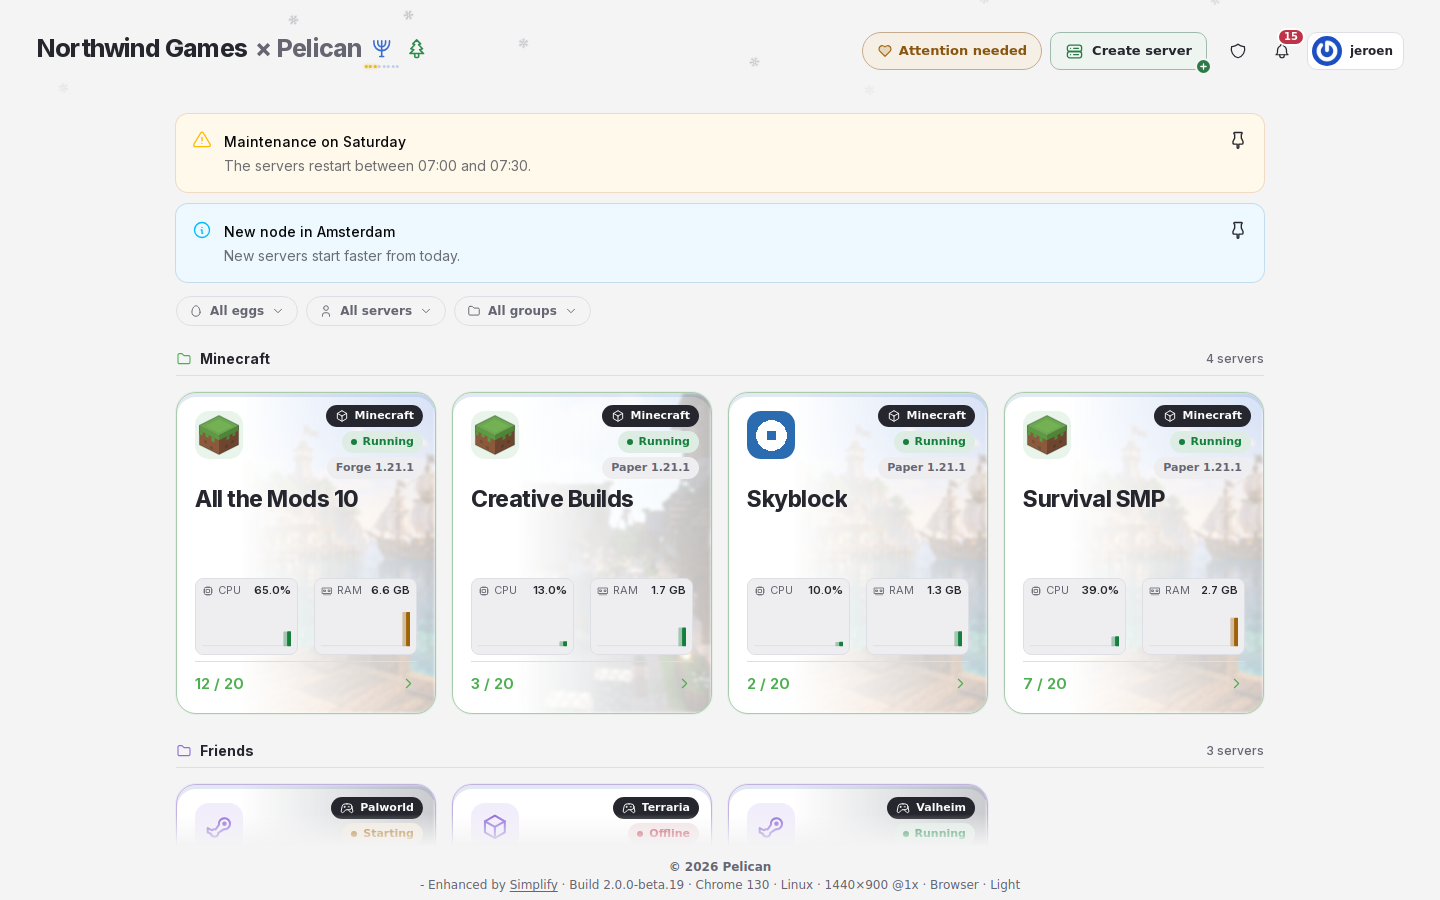 Northwind Games × Pelican
Attention needed
Create server
15
jeroen
Maintenance on Saturday
The servers restart between 07:00 and 07:30.
New node in Amsterdam
New servers start faster from today.
All eggs
All servers
All groups
Minecraft
4 servers
Minecraft
Running
Forge 1.21.1
All the Mods 10
CPU 65.0%
RAM 6.6 GB
12 / 20
Minecraft
Running
Paper 1.21.1
Creative Builds
CPU 13.0%
RAM 1.7 GB
3 / 20
Minecraft
Running
Paper 1.21.1
Skyblock
CPU 10.0%
RAM 1.3 GB
2 / 20
Minecraft
Running
Paper 1.21.1
Survival SMP
CPU 39.0%
RAM 2.7 GB
7 / 20
Friends
3 servers
Palworld
Starting
Terraria
Offline
Valheim
Running
© 2026 Pelican
- Enhanced by Simplify · Build 2.0.0-beta.19 · Chrome 130 · Linux · 1440×900 @1x · Browser · Light